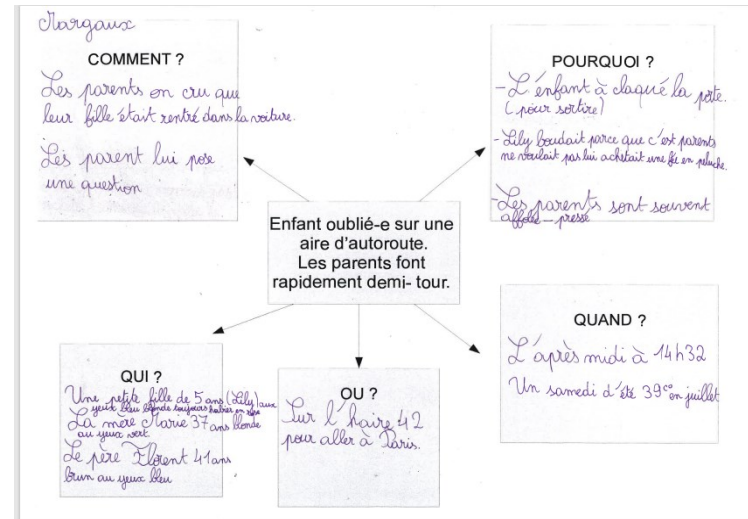 Margaux
COMMENT ?
Les parents on cru que
leur fille était rentré dans la voiture.
Les parent lui pose
une question
POURQUOI ?
- L'enfant à claqué la porte.
(pour sortire)
- Lily boudait parce que c'est parents
ne voulait pas lui achetait une fée en peluche.
- Les parents sont souvent
affolé - pressé
Enfant oublié-e sur une
aire d'autoroute.
Les parents font
rapidement demi- tour.
QUI ?
Une petite fille de 5 ans (Lily) aux
yeux bleu blonde toujours habiller en rose
La mère Marie 37 ans blonde
au yeux vert.
Le père Florent 41 ans
brun au yeux bleu
OU ?
Sur l'haire 42
pour aller à Paris.
QUAND ?
L'après midi à 14h32
Un samedi d'été 39c° en juillet